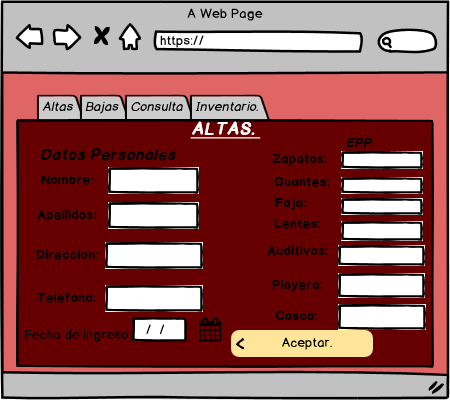 A Web Page
https://
Altas Bajas Consulta Inventario.
ALTAS.
Datos Personales
Nombre:
Apellidos:
Direccion:
Telefono:
Fecha de ingreso: / /
EPP.
Zapatos:
Guantes:
Faja:
Lentes:
Auditivos:
Playera:
Casco:
< Aceptar.